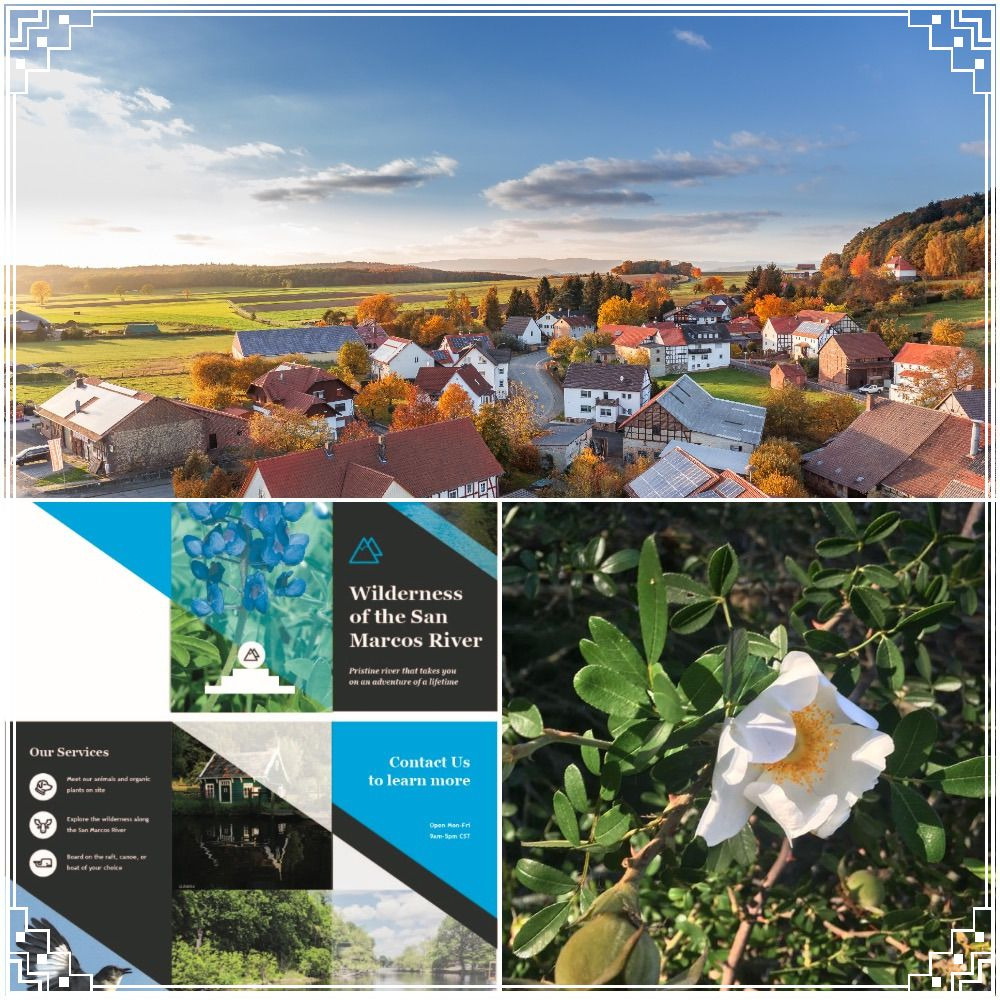 Wilderness
of the San
Marcos River
Pristine river that takes you
on an adventure of a lifetime
Our Services
Meet our animals and organic
plants on site
Explore the wilderness along
the San Marcos River
Board on the raft, canoe, or
boat of your choice
Contact Us
to learn more
Open Mon-Fri
9am-5pm CST